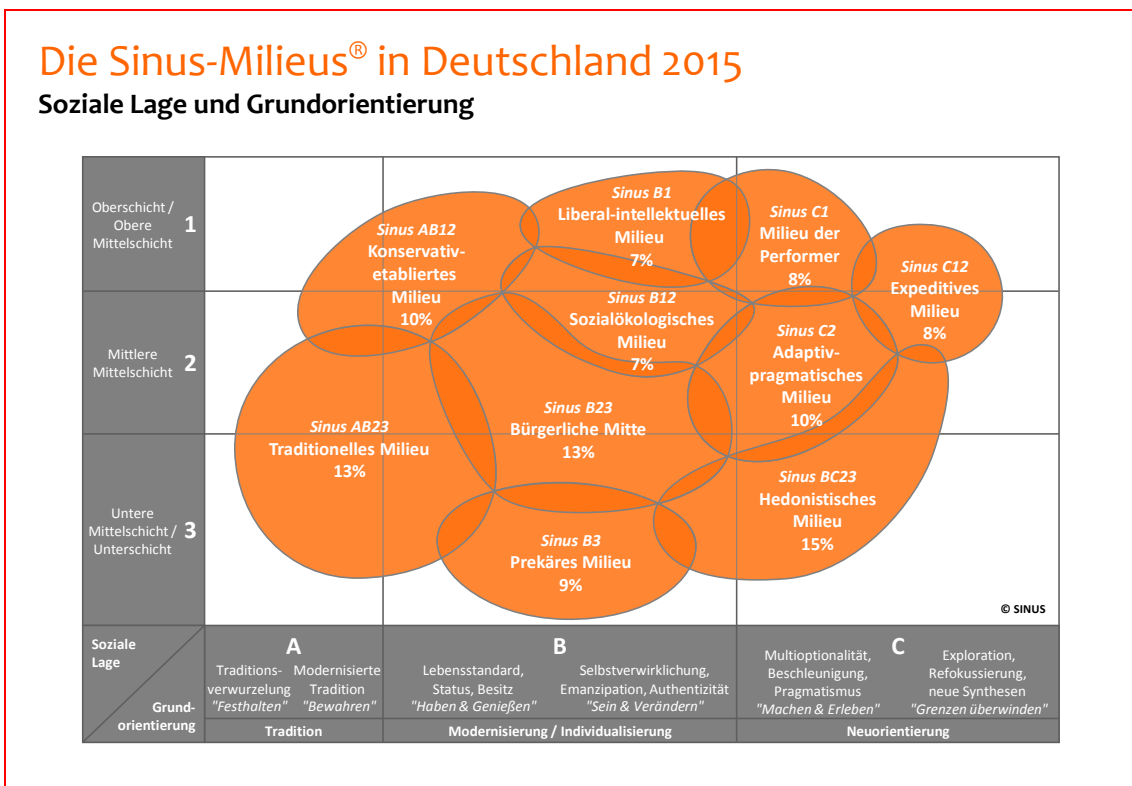 Die Sinus-Milieus® in Deutschland 2015
Soziale Lage und Grundorientierung
Oberschicht /
Obere
Mittelschicht
1
Mittlere
Mittelschicht
2
Untere
Mittelschicht /
Unterschicht
3
Sinus AB12
Konservativ-
etabliertes
Milieu
10%
Sinus B1
Liberal-intellektuelles
Milieu
7%
Sinus C1
Milieu der
Performer
8%
Sinus C12
Expeditives
Milieu
8%
Sinus B12
Sozialökologisches
Milieu
7%
Sinus C2
Adaptiv-
pragmatisches
Milieu
10%
Sinus AB23
Traditionelles Milieu
13%
Sinus B23
Bürgerliche Mitte
13%
Sinus BC23
Hedonistisches
Milieu
15%
Sinus B3
Prekäres Milieu
9%
© SINUS
Soziale
Lage
Grund-
orientierung
A
Traditions-
verwurzelung
"Festhalten"
Modernisierte
Tradition
"Bewahren"
Tradition
B
Lebensstandard,
Status, Besitz
"Haben & Genießen"
Selbstverwirklichung,
Emanzipation, Authentizität
"Sein & Verändern"
Modernisierung / Individualisierung
C
Multioptionalität,
Beschleunigung,
Pragmatismus
"Machen & Erleben"
Exploration,
Refokussierung,
neue Synthesen
"Grenzen überwinden"
Neuorientierung